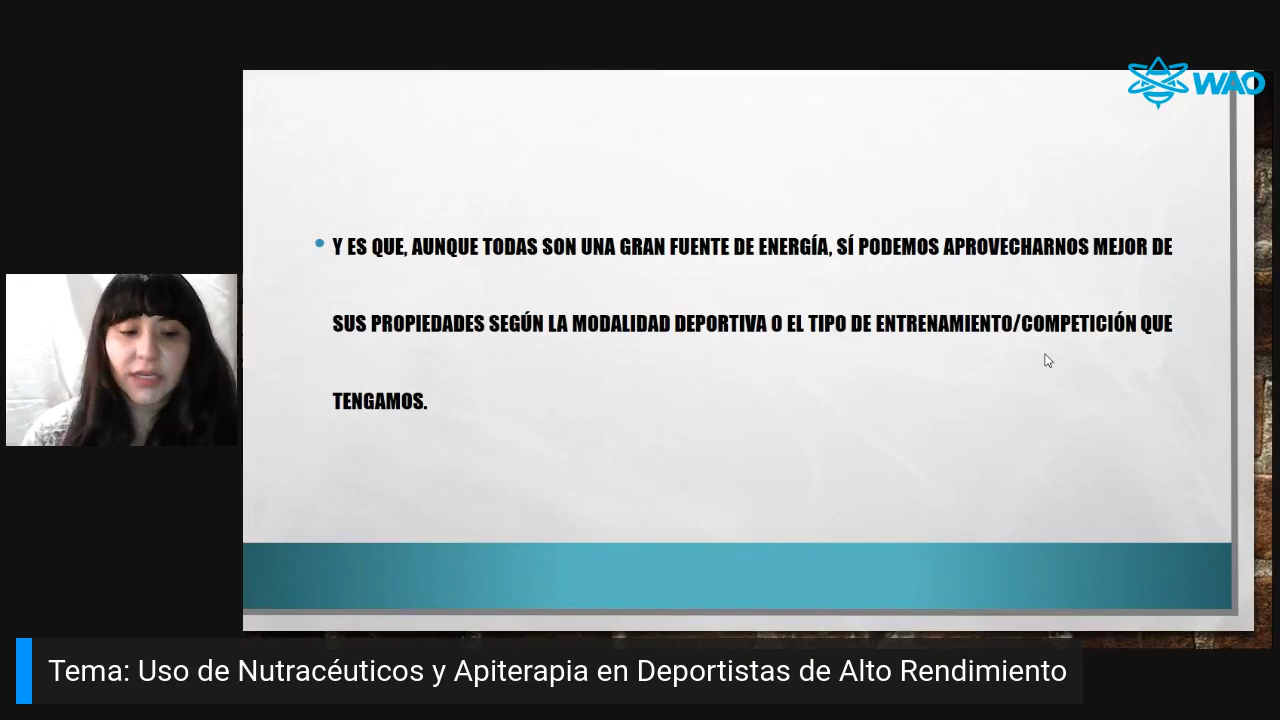 WAO
Y ES QUE, AUNQUE TODAS SON UNA GRAN FUENTE DE ENERGÍA, SÍ PODEMOS APROVECHARNOS MEJOR DE
SUS PROPIEDADES SEGÚN LA MODALIDAD DEPORTIVA O EL TIPO DE ENTRENAMIENTO/COMPETICIÓN QUE
TENGAMOS.
Tema: Uso de Nutracéuticos y Apiterapia en Deportistas de Alto Rendimiento